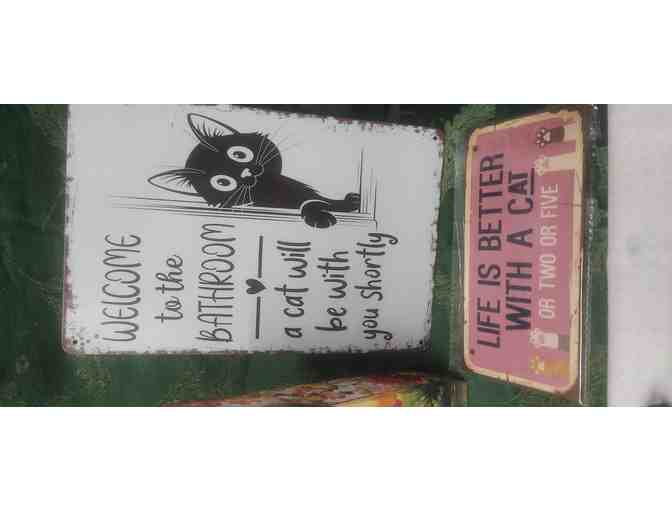 WELCOME
to the
BATHROOM
a cat will
be with
you shortly
LIFE IS BETTER
WITH A CAT
OR TWO OR FIVE